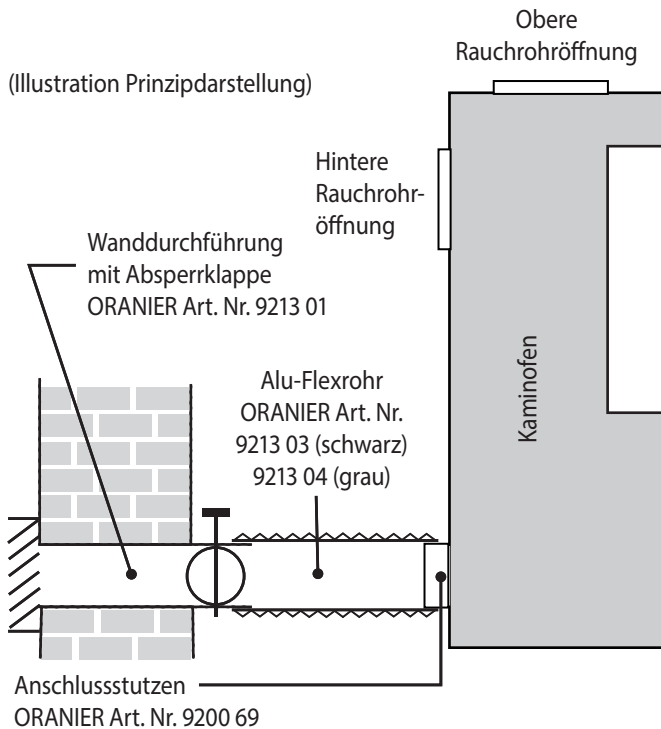 Obere
Rauchrohröffnung
(Illustration Prinzipdarstellung)
Hintere
Rauchrohr-
öffnung
Wanddurchführung
mit Absperrklappe
ORANIER Art. Nr. 9213 01
Kaminofen
Alu-Flexrohr
ORANIER Art. Nr.
9213 03 (schwarz)
9213 04 (grau)
Anschlussstutzen
ORANIER Art. Nr. 9200 69